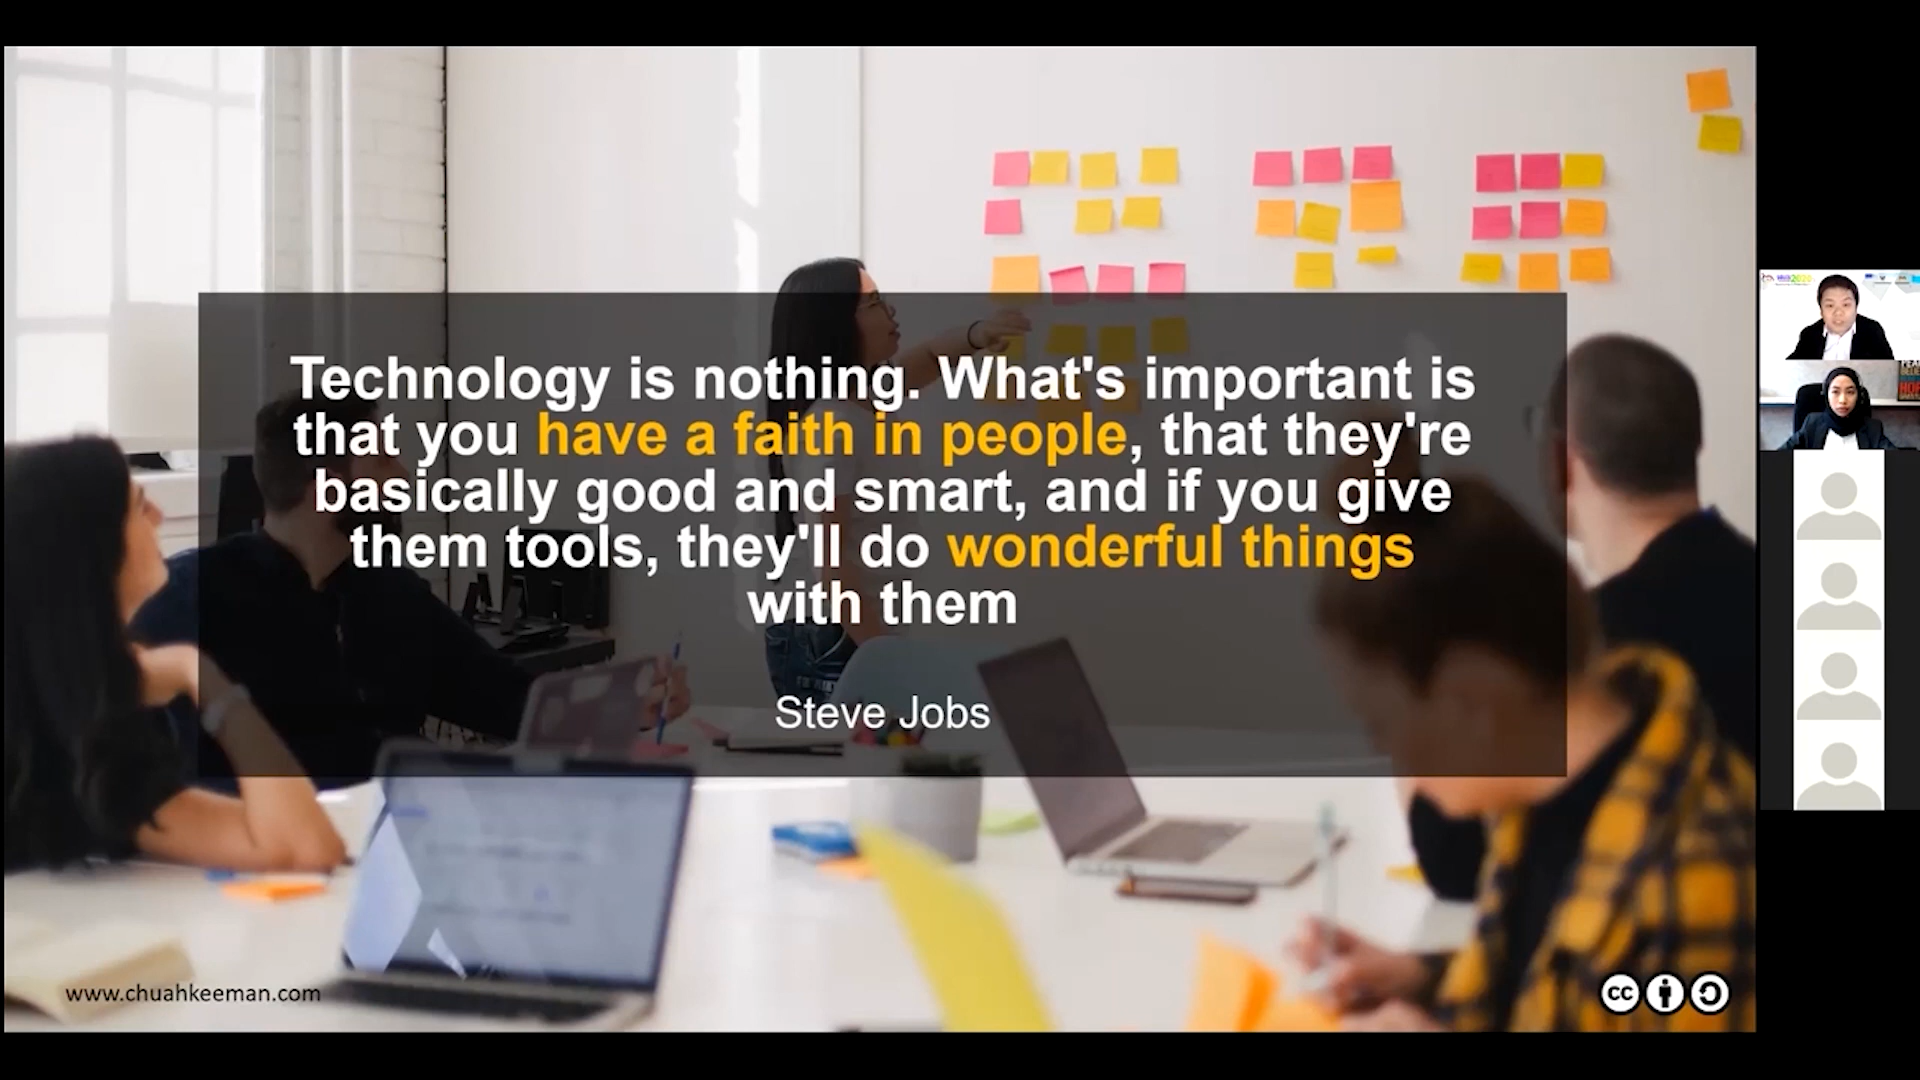 Technology is nothing. What's important is
that you have a faith in people, that they're
basically good and smart, and if you give
them tools, they'll do wonderful things
with them
Steve Jobs
www.chuahkeeman.com
cc